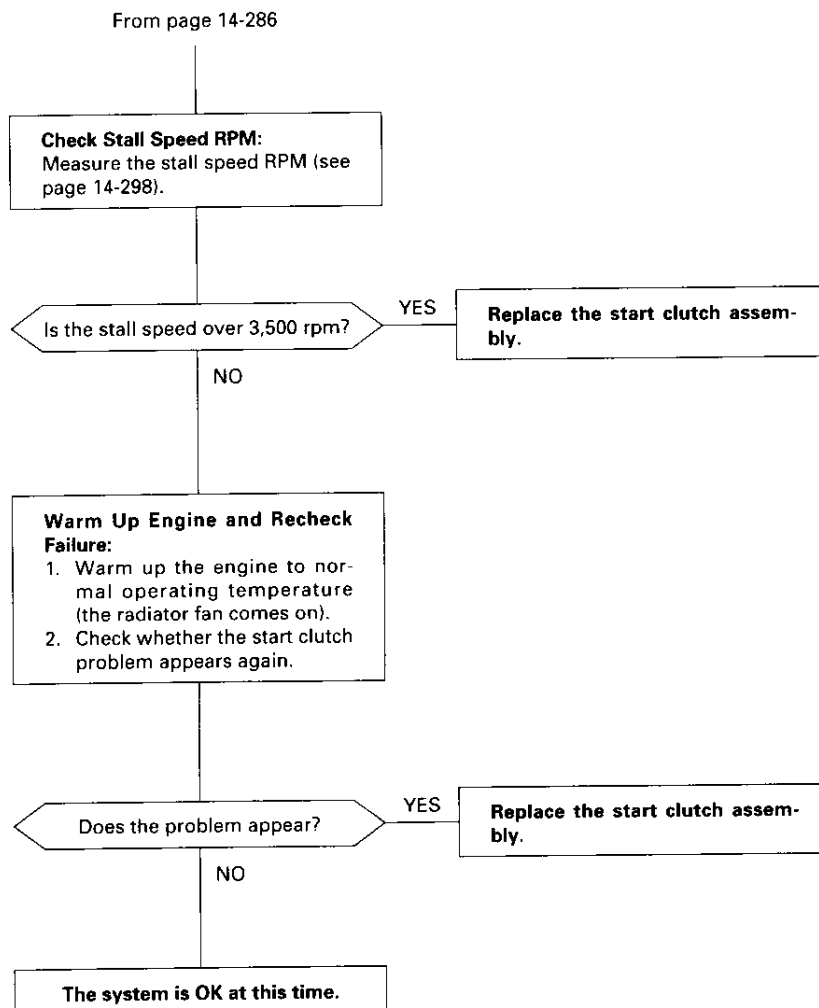 From page 14-286
Check Stall Speed RPM:
Measure the stall speed RPM (see
page 14-298).
Is the stall speed over 3,500 rpm?
YES
Replace the start clutch assem-
bly.
NO
Warm Up Engine and Recheck
Failure:
1. Warm up the engine to nor-
mal operating temperature
(the radiator fan comes on).
2. Check whether the start clutch
problem appears again.
Does the problem appear?
YES
Replace the start clutch assem-
bly.
NO
The system is OK at this time.